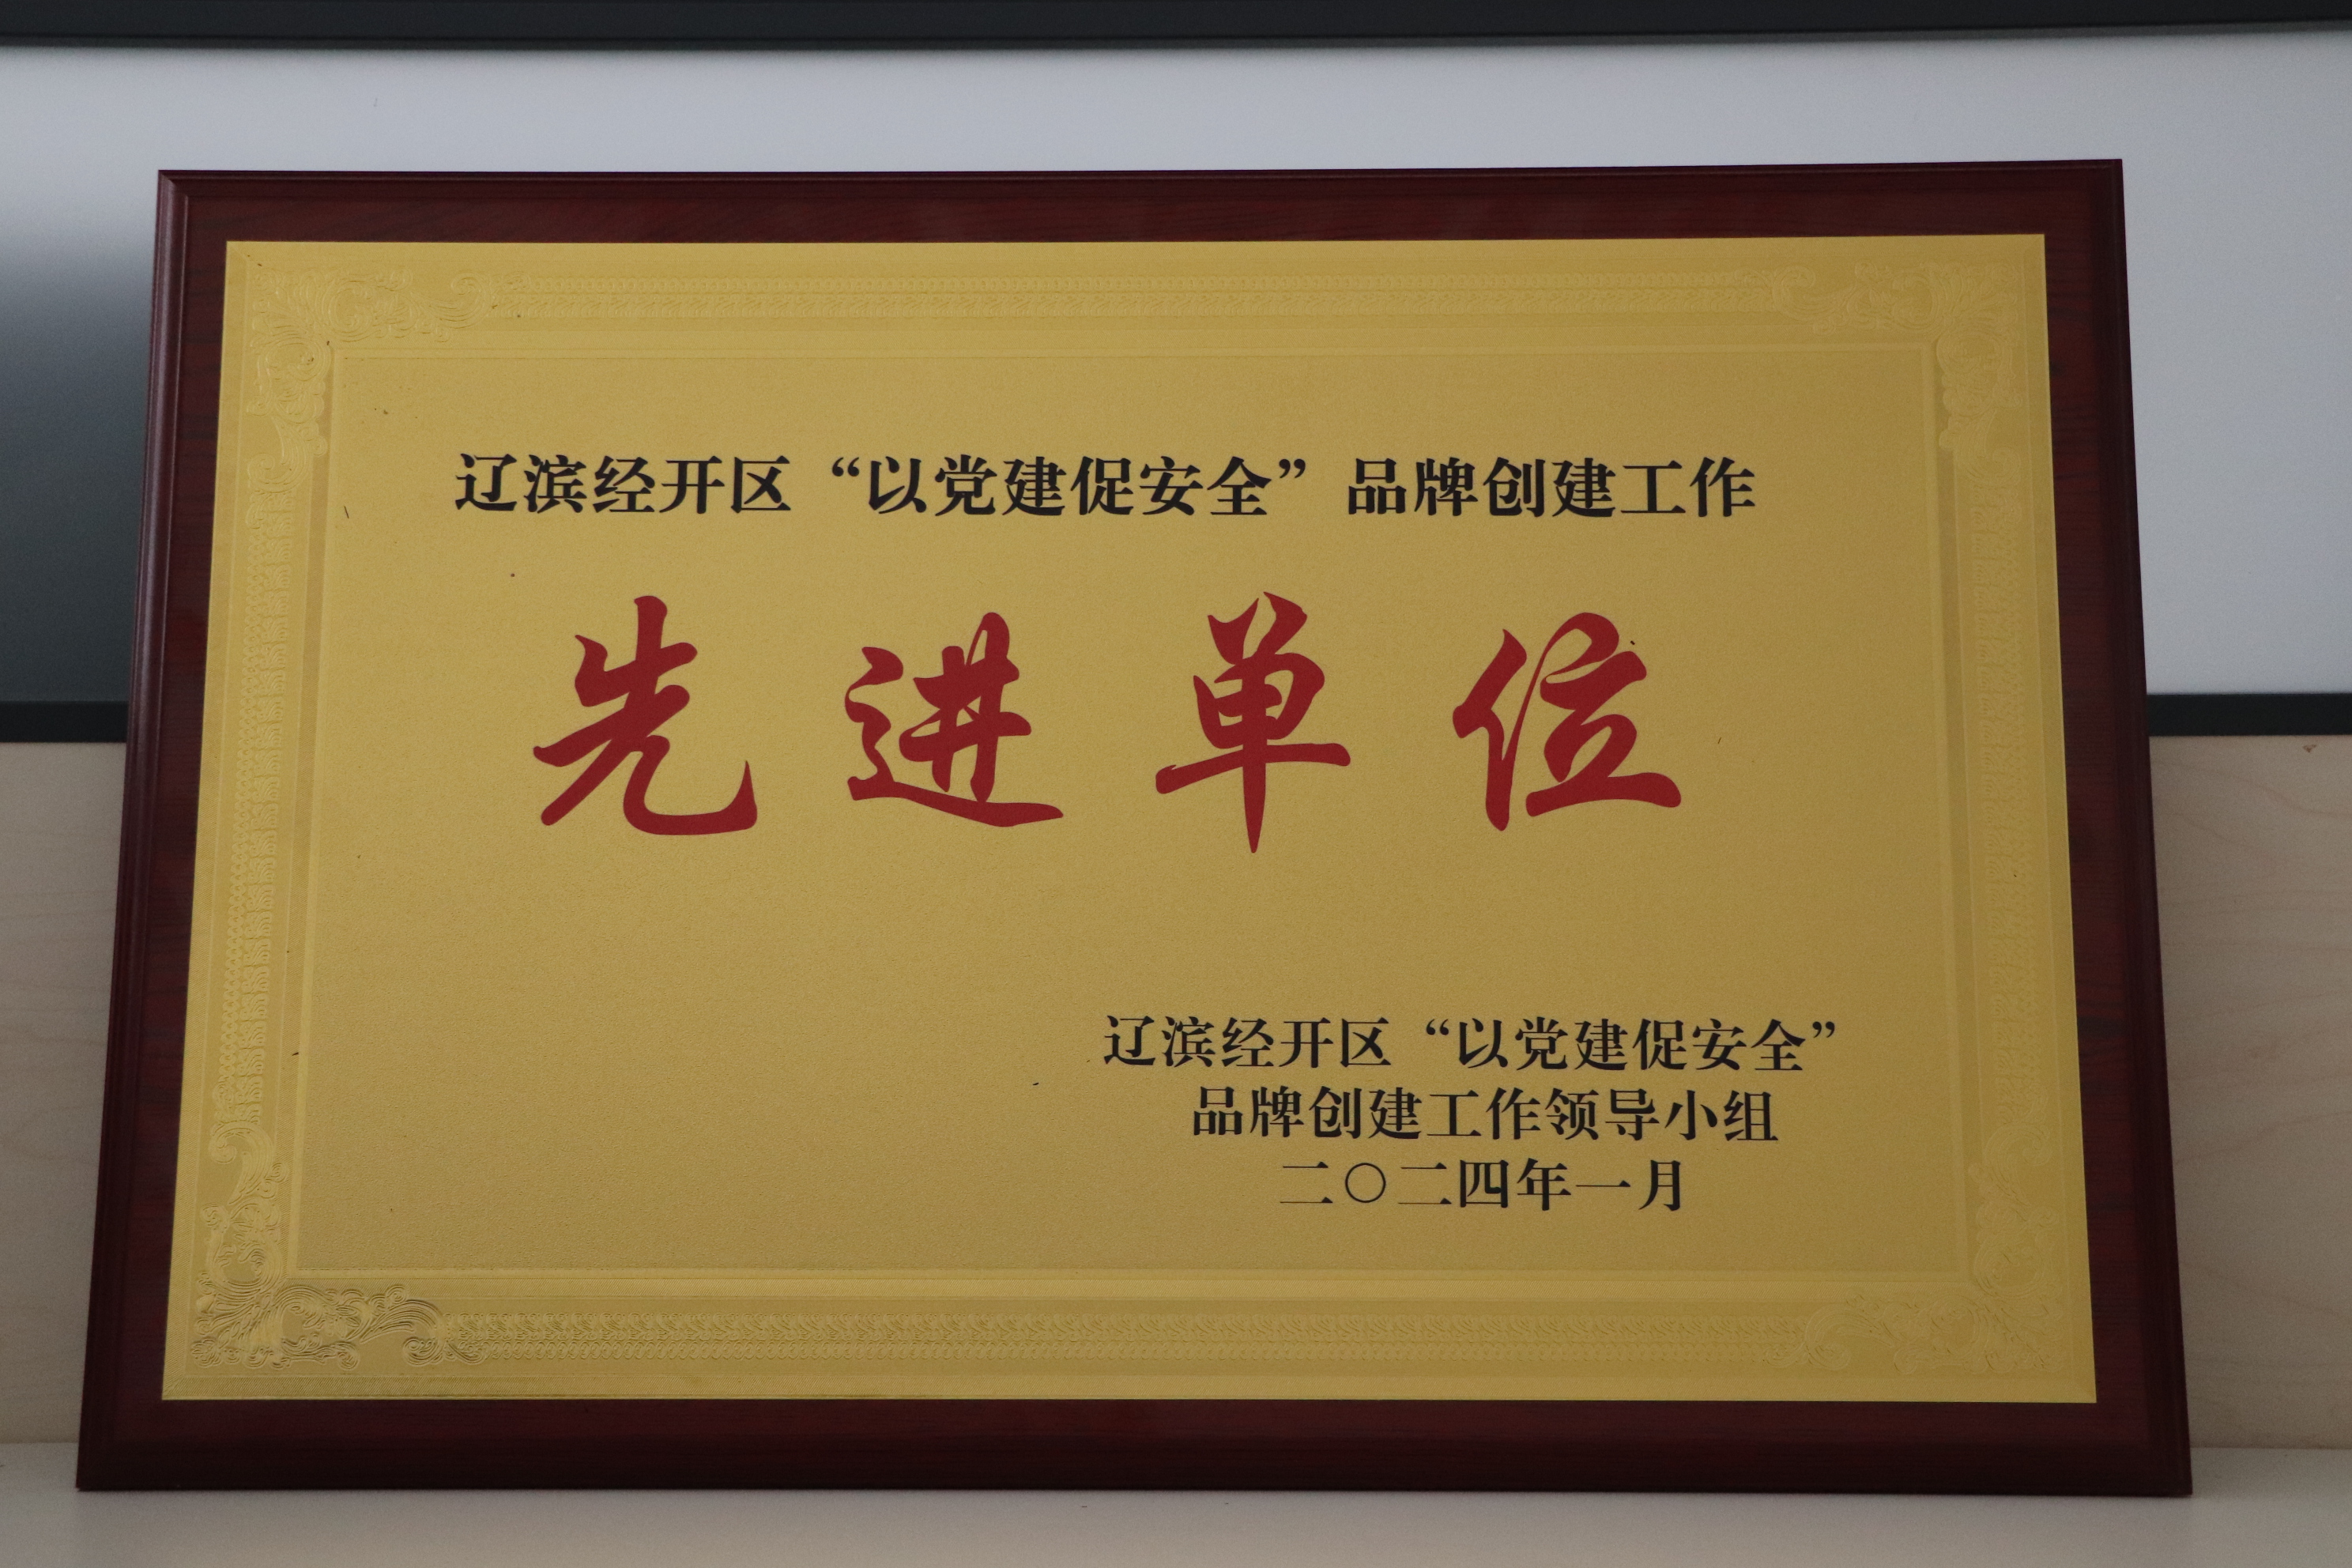 辽滨经开区“以党建促安全”品牌创建工作
先进单位
辽滨经开区“以党建促安全”
品牌创建工作领导小组
二〇二四年一月